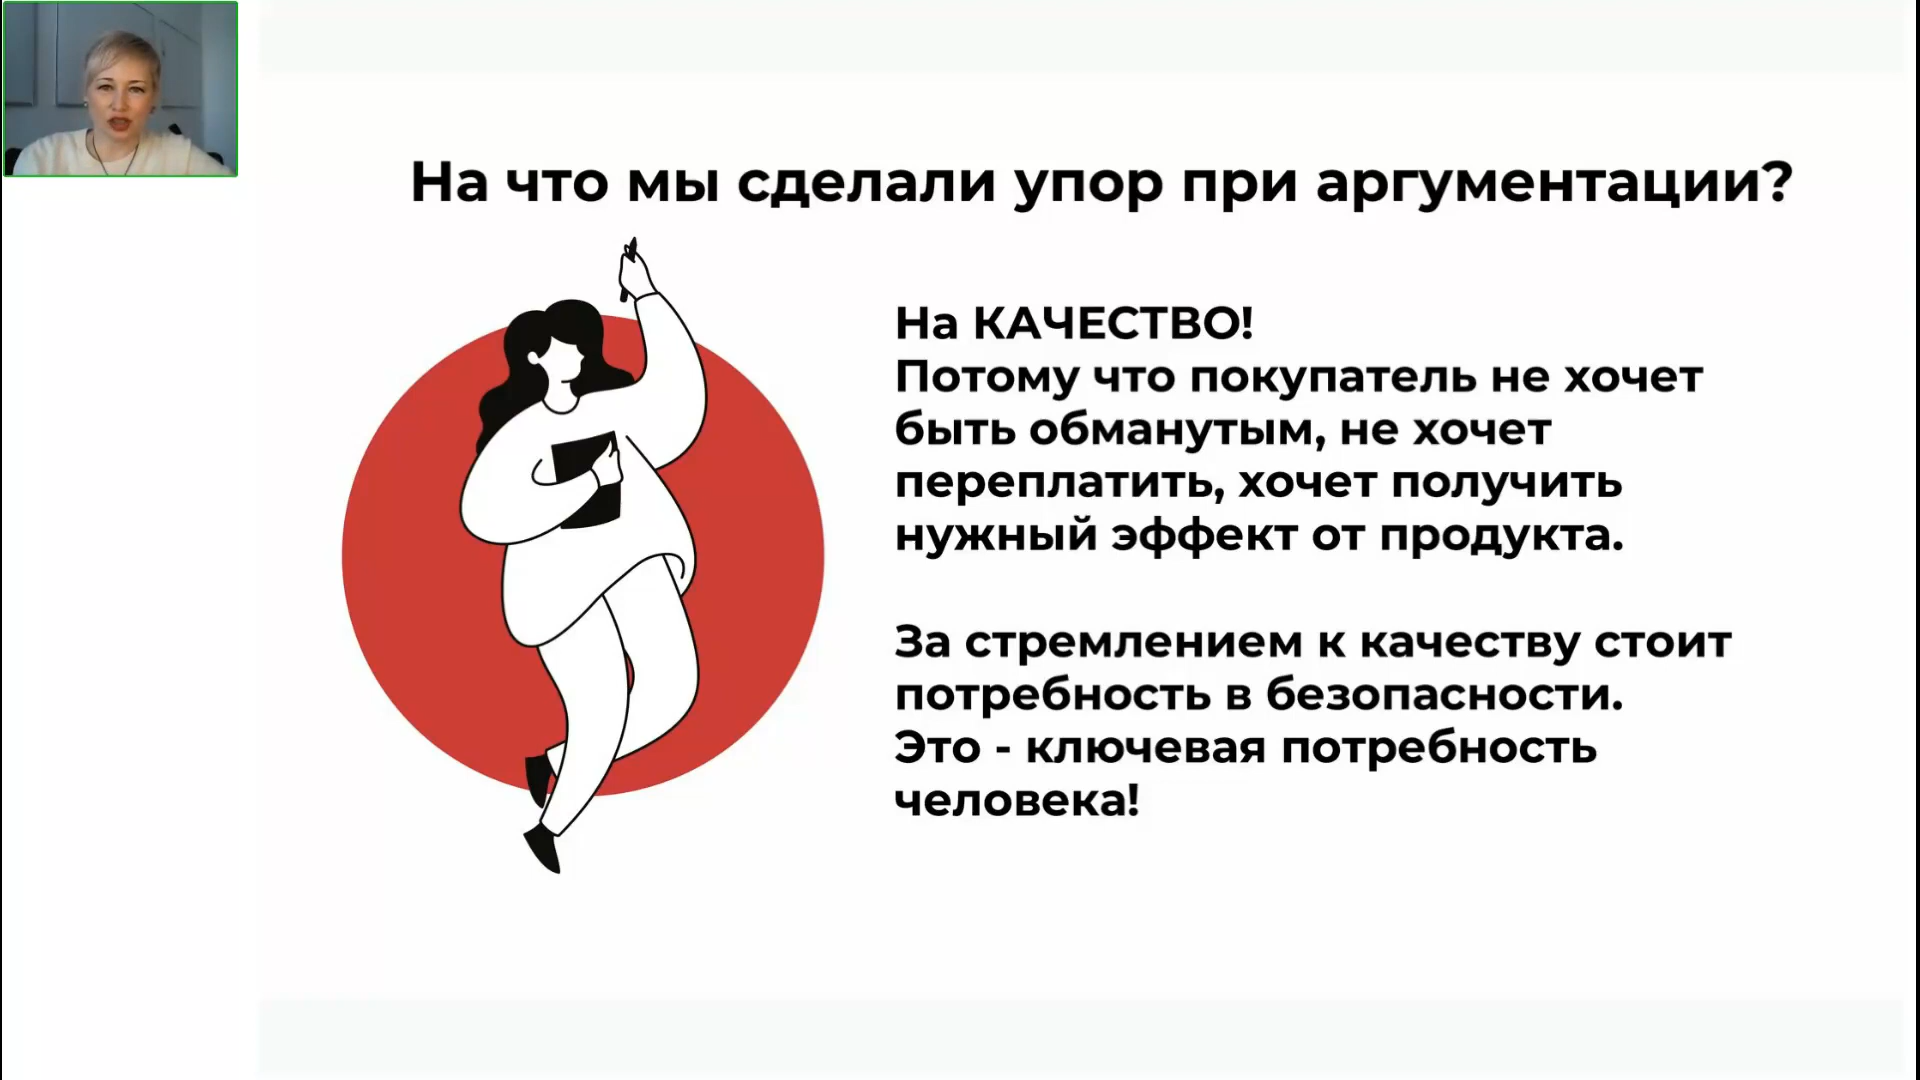 На что мы сделали упор при аргументации?
На КАЧЕСТВО!
Потому что покупатель не хочет
быть обманутым, не хочет
переплатить, хочет получить
нужный эффект от продукта.
За стремлением к качеству стоит
потребность в безопасности.
Это - ключевая потребность
человека!